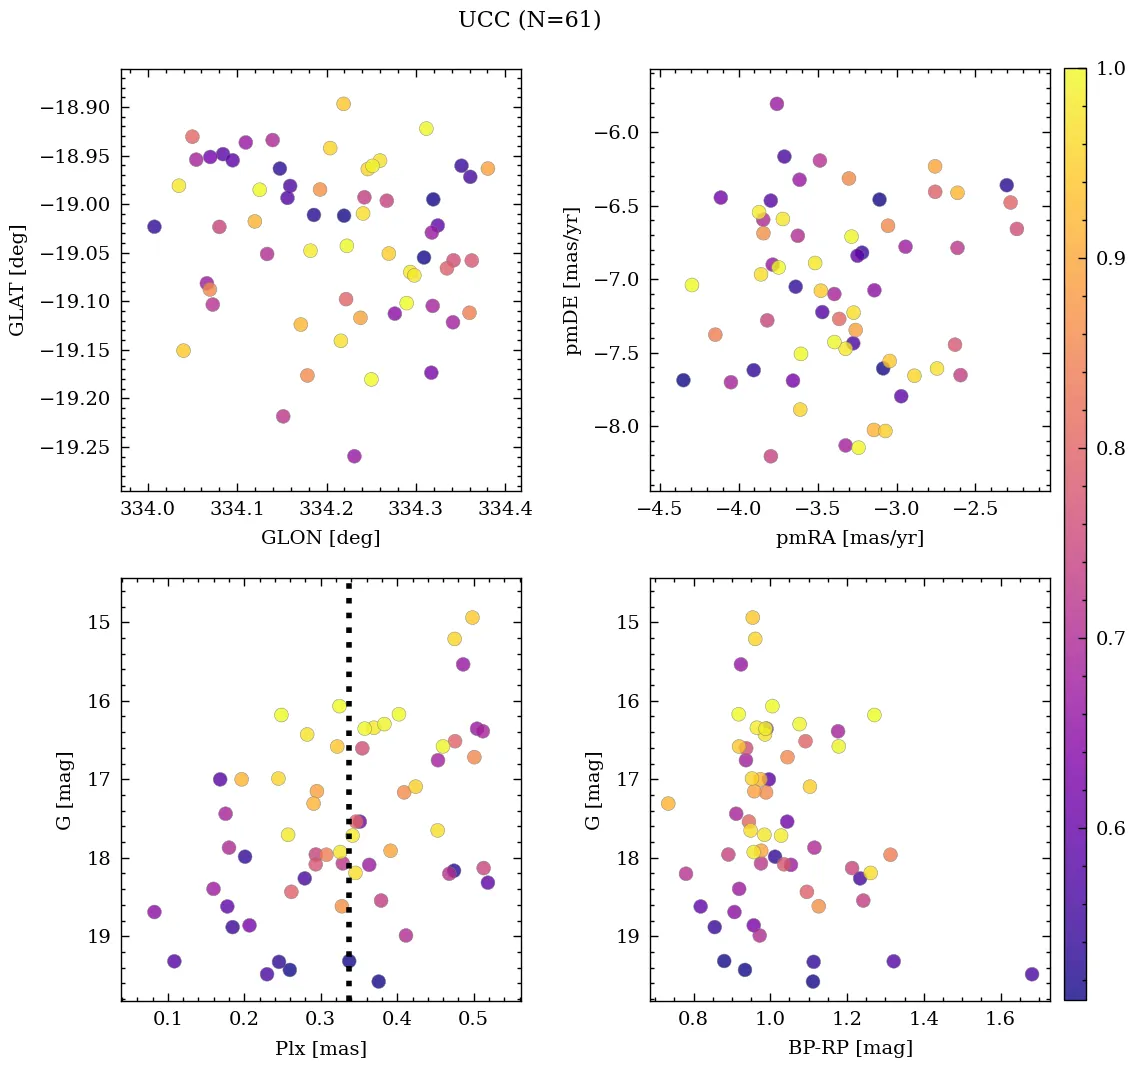 UCC (N=61)
−18.90
−18.95
−19.00
−19.05
−19.10
−19.15
−19.20
−19.25
GLAT [deg]
334.0 334.1 334.2 334.3 334.4
GLON [deg]
−6.0
−6.5
−7.0
−7.5
−8.0
pmDE [mas/yr]
−4.5 −4.0 −3.5 −3.0 −2.5
pmRA [mas/yr]
1.0
0.9
0.8
0.7
0.6
15
16
17
18
19
G [mag]
0.1 0.2 0.3 0.4 0.5
Plx [mas]
15
16
17
18
19
G [mag]
0.8 1.0 1.2 1.4 1.6
BP-RP [mag]